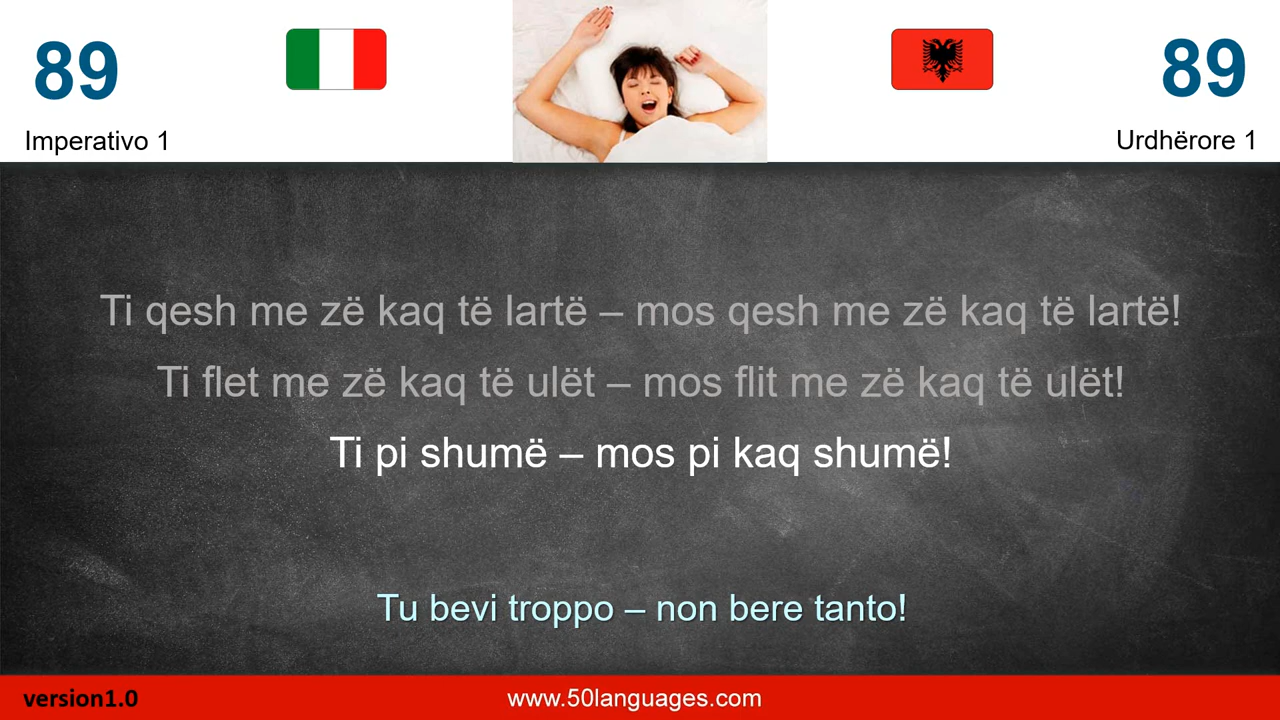 89
89
Imperativo 1
Urdhërore 1
Ti qesh me zë kaq të lartë – mos qesh me zë kaq të lartë!
Ti flet me zë kaq të ulët – mos flit me zë kaq të ulët!
Ti pi shumë – mos pi kaq shumë!
Tu bevi troppo – non bere tanto!
version1.0
www.50languages.com